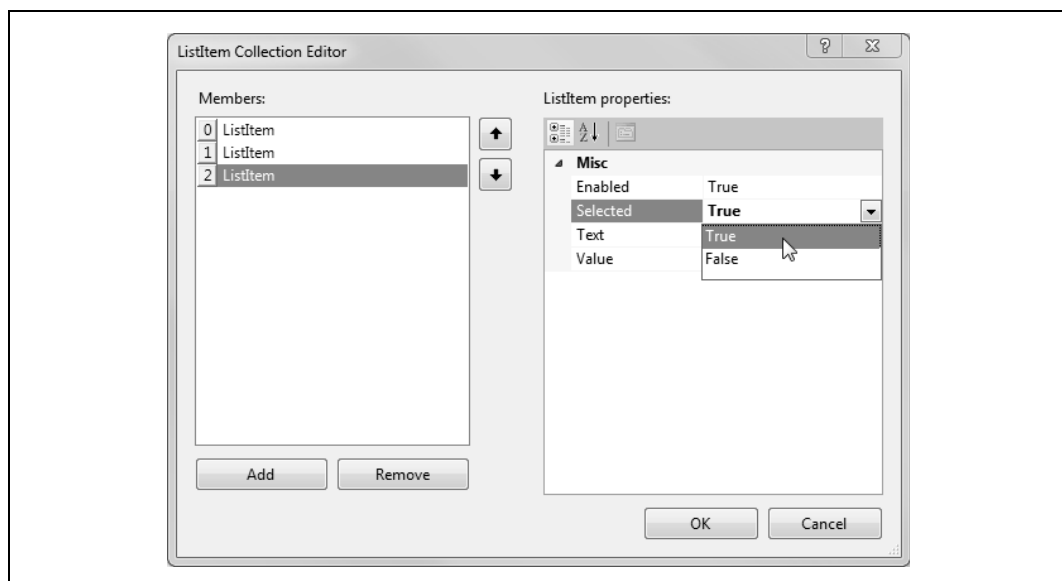 ListItem Collection Editor
Members:
0 ListItem
1 ListItem
2 ListItem
Add
Remove
ListItem properties:
Misc
Enabled True
Selected True
Text True
Value False
OK
Cancel